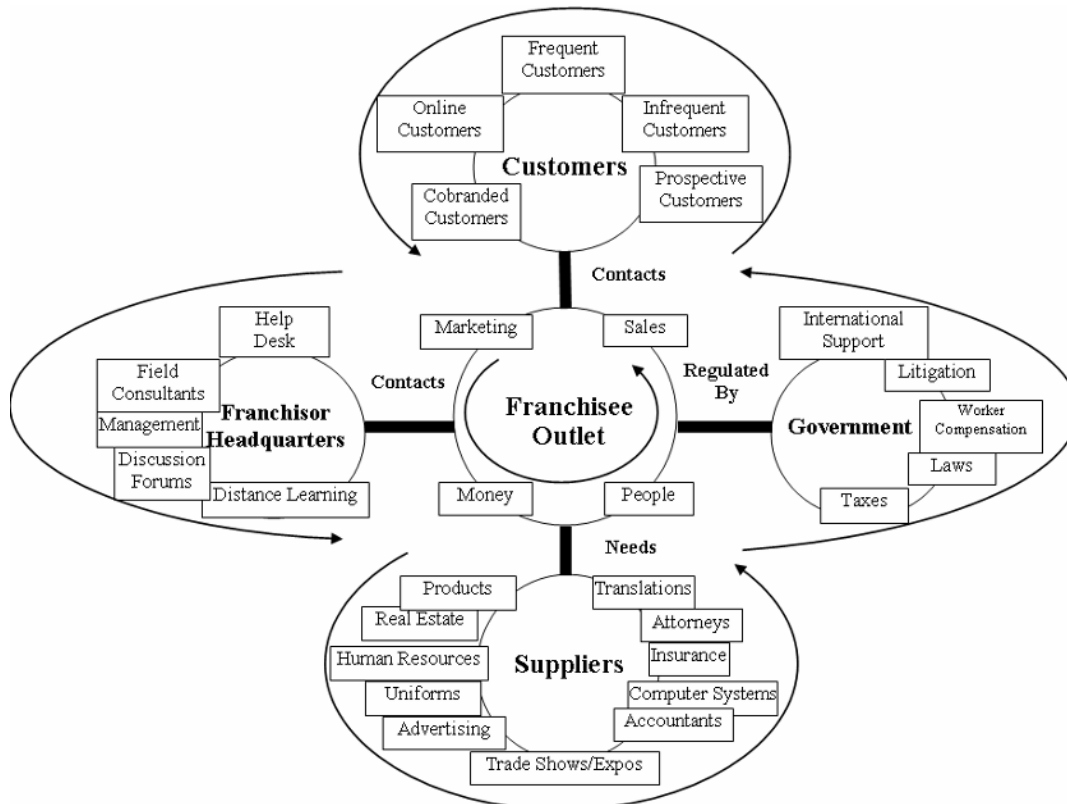 Frequent
Customers
Online
Customers
Infrequent
Customers
Customers
Prospective
Customers
Cobranded
Customers
Contacts
Help
Desk
Field
Consultants
Management
Discussion
Forums
Distance Learning
Franchisor
Headquarters
Contacts
Marketing
Sales
Franchisee
Outlet
Money
People
Regulated
By
International
Support
Litigation
Worker
Compensation
Laws
Taxes
Government
Needs
Products
Real Estate
Human Resources
Uniforms
Advertising
Trade Shows/Expos
Suppliers
Translations
Attorneys
Insurance
Computer Systems
Accountants